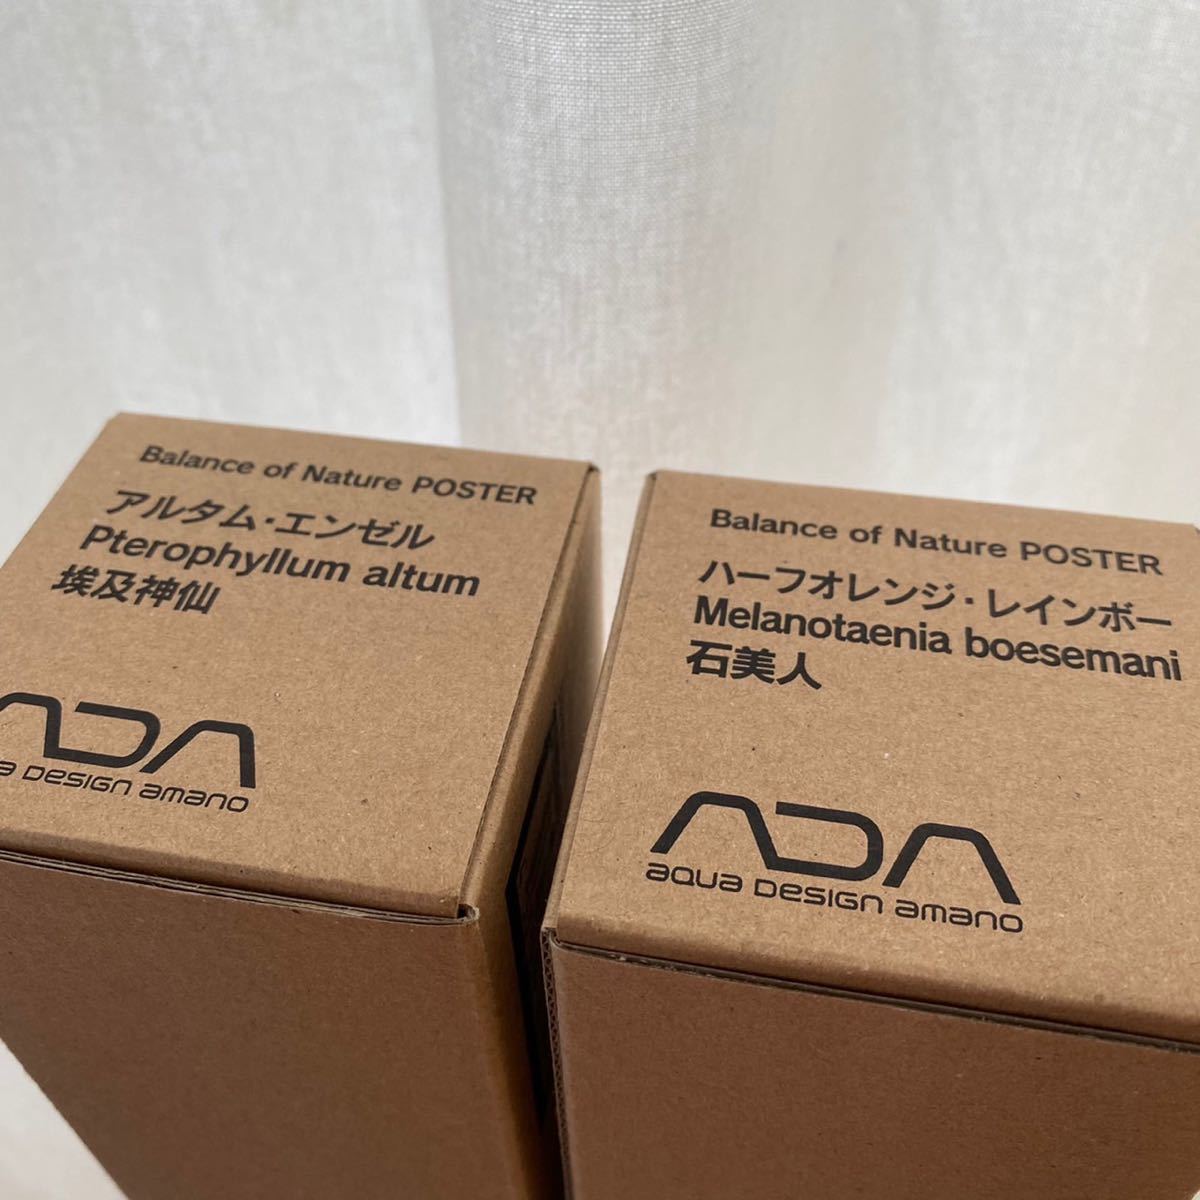 Balance of Nature POSTER
アルタム・エンゼル
Pterophyllum altum
埃及神仙
ADA
DESIGN amano
Balance of Nature POSTER
ハーフオレンジ・レインボー
Melanotaenia boesemani
石美人
ADA
aqua DESIGN amano